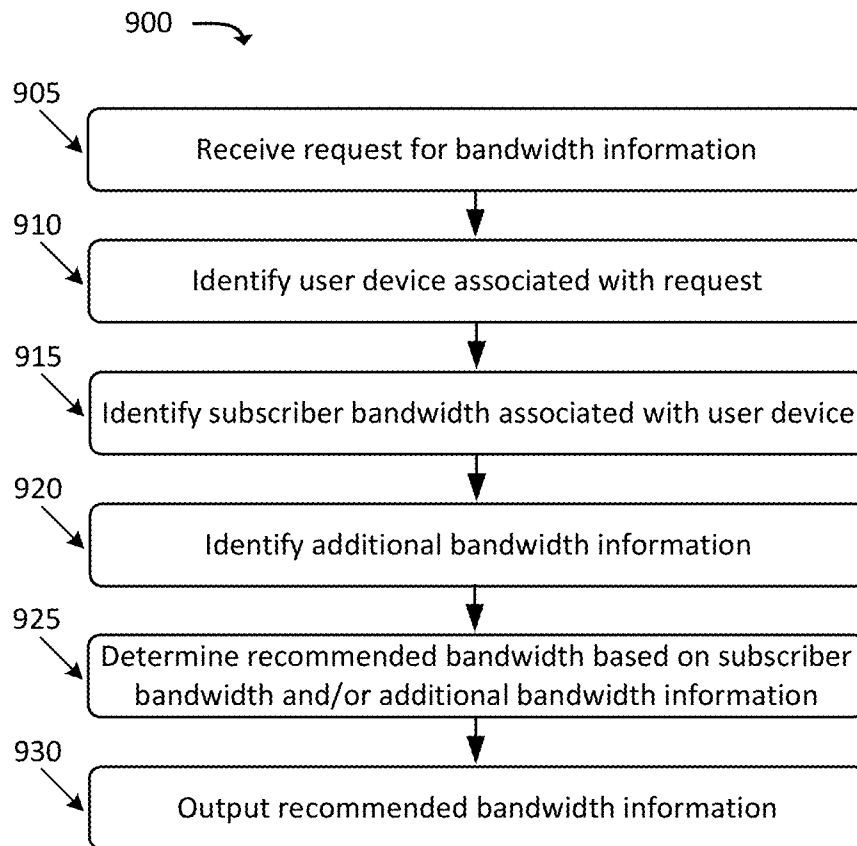 900
905
Receive request for bandwidth information
910
Identify user device associated with request
915
Identify subscriber bandwidth associated with user device
920
Identify additional bandwidth information
925
Determine recommended bandwidth based on subscriber
bandwidth and/or additional bandwidth information
930
Output recommended bandwidth information